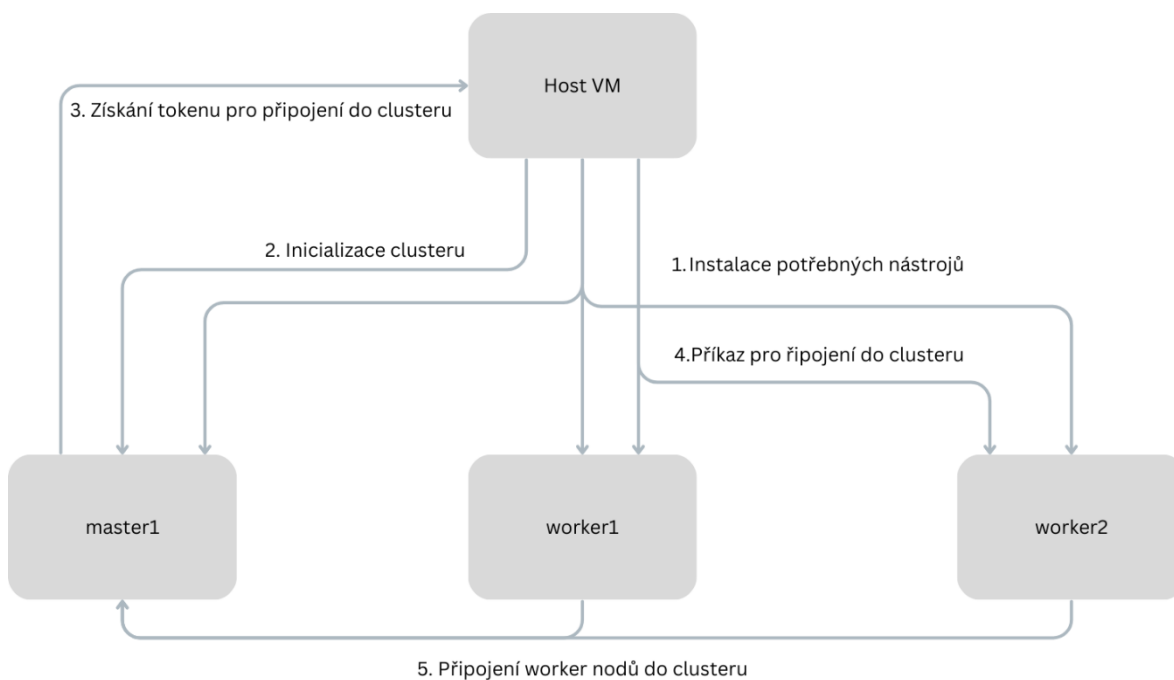 Host VM
3. Získání tokenu pro připojení do clusteru
2. Inicializace clusteru
1. Instalace potřebných nástrojů
4.Příkaz pro řipojení do clusteru
master1
worker1
worker2
5. Připojení worker nodů do clusteru